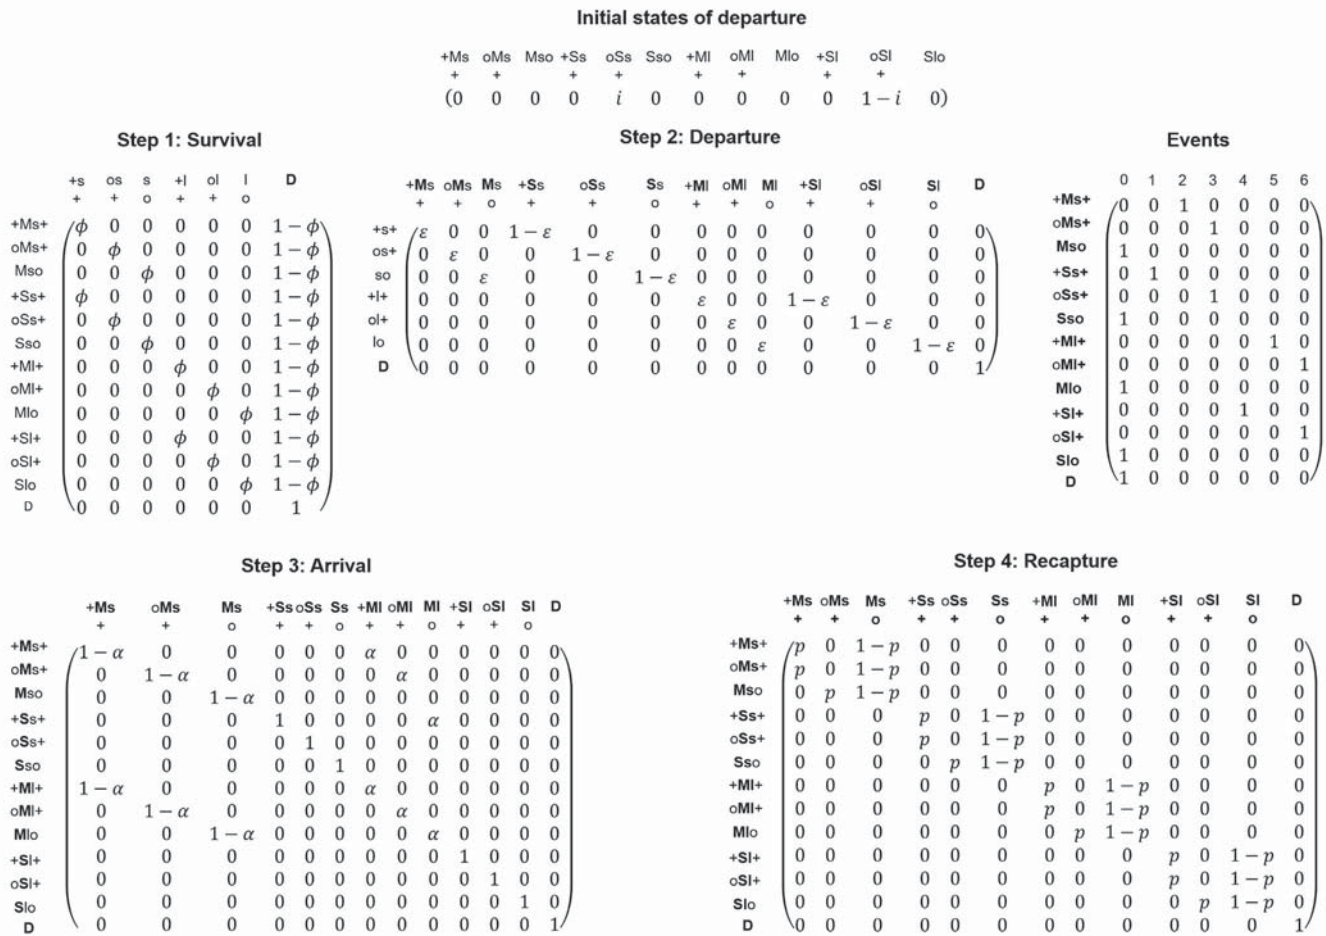 Initial states of departure
+Ms oMs Mso +Ss oSs Sso +Ml oMl Mlo +Sl oSl Slo
+ + + + + + + +
(0 0 0 0 i 0 0 0 0 0 1 − i 0)
Step 1: Survival
+s os s +l ol l D
+ + o + + o
+Ms+ ϕ 0 0 0 0 0 1 − ϕ
oMs+ 0 ϕ 0 0 0 0 1 − ϕ
Mso 0 0 ϕ 0 0 0 1 − ϕ
+Ss+ ϕ 0 0 0 0 0 1 − ϕ
oSs+ 0 ϕ 0 0 0 0 1 − ϕ
Sso 0 0 ϕ 0 0 0 1 − ϕ
+Ml+ 0 0 0 ϕ 0 0 1 − ϕ
oMl+ 0 0 0 0 ϕ 0 1 − ϕ
Mlo 0 0 0 0 0 ϕ 1 − ϕ
+Sl+ 0 0 0 ϕ 0 0 1 − ϕ
oSl+ 0 0 0 0 ϕ 0 1 − ϕ
Slo 0 0 0 0 0 ϕ 1 − ϕ
D 0 0 0 0 0 0 1
Step 2: Departure
+Ms oMs Ms +Ss oSs Ss +Ml oMl Ml +Sl oSl Sl D
+ + o + + o + + o + + o
+s+ ε 0 0 1 − ε 0 0 0 0 0 0 0 0 0
os+ 0 ε 0 0 1 − ε 0 0 0 0 0 0 0 0
so 0 0 ε 0 0 1 − ε 0 0 0 0 0 0 0
+l+ 0 0 0 0 0 0 ε 0 0 1 − ε 0 0 0
ol+ 0 0 0 0 0 0 0 ε 0 0 1 − ε 0 0
lo 0 0 0 0 0 0 0 0 ε 0 0 1 − ε 0
D 0 0 0 0 0 0 0 0 0 0 0 0 1
Events
0 1 2 3 4 5 6
+Ms+ 0 0 1 0 0 0 0
oMs+ 0 0 0 1 0 0 0
Mso 1 0 0 0 0 0 0
+Ss+ 0 1 0 0 0 0 0
oSs+ 0 0 0 1 0 0 0
Sso 1 0 0 0 0 0 0
+Ml+ 0 0 0 0 0 1 0
oMl+ 0 0 0 0 0 0 1
Mlo 1 0 0 0 0 0 0
+Sl+ 0 0 0 0 1 0 0
oSl+ 0 0 0 0 0 0 1
Slo 1 0 0 0 0 0 0
D 1 0 0 0 0 0 0
Step 3: Arrival
+Ms oMs Ms +Ss oSs Ss +Ml oMl Ml +Sl oSl Sl D
+ + o + + o + + o + + o
+Ms+ 1 − α 0 0 0 0 0 α 0 0 0 0 0 0
oMs+ 0 1 − α 0 0 0 0 0 α 0 0 0 0 0
Mso 0 0 1 − α 0 0 0 0 0 0 0 0 0 0
+Ss+ 0 0 0 1 0 0 0 0 α 0 0 0 0
oSs+ 0 0 0 0 1 0 0 0 0 0 0 0 0
Sso 0 0 0 0 0 1 0 0 0 0 0 0 0
+Ml+ 1 − α 0 0 0 0 0 α 0 0 0 0 0 0
oMl+ 0 1 − α 0 0 0 0 0 α 0 0 0 0 0
Mlo 0 0 1 − α 0 0 0 0 0 α 0 0 0 0
+Sl+ 0 0 0 0 0 0 0 0 0 1 0 0 0
oSl+ 0 0 0 0 0 0 0 0 0 0 1 0 0
Slo 0 0 0 0 0 0 0 0 0 0 0 1 0
D 0 0 0 0 0 0 0 0 0 0 0 0 1
Step 4: Recapture
+Ms oMs Ms +Ss oSs Ss +Ml oMl Ml +Sl oSl Sl D
+ + o + + o + + o + + o
+Ms+ p 0 1 − p 0 0 0 0 0 0 0 0 0 0
oMs+ p 0 1 − p 0 0 0 0 0 0 0 0 0 0
Mso 0 p 1 − p 0 0 0 0 0 0 0 0 0 0
+Ss+ 0 0 0 p 0 1 − p 0 0 0 0 0 0 0
oSs+ 0 0 0 p 0 1 − p 0 0 0 0 0 0 0
Sso 0 0 0 0 p 1 − p 0 0 0 0 0 0 0
+Ml+ 0 0 0 0 0 0 p 0 1 − p 0 0 0 0
oMl+ 0 0 0 0 0 0 p 0 1 − p 0 0 0 0
Mlo 0 0 0 0 0 0 0 p 1 − p 0 0 0 0
+Sl+ 0 0 0 0 0 0 0 0 0 p 0 1 − p 0
oSl+ 0 0 0 0 0 0 0 0 0 p 0 1 − p 0
Slo 0 0 0 0 0 0 0 0 0 0 p 1 − p 0
D 0 0 0 0 0 0 0 0 0 0 0 0 1